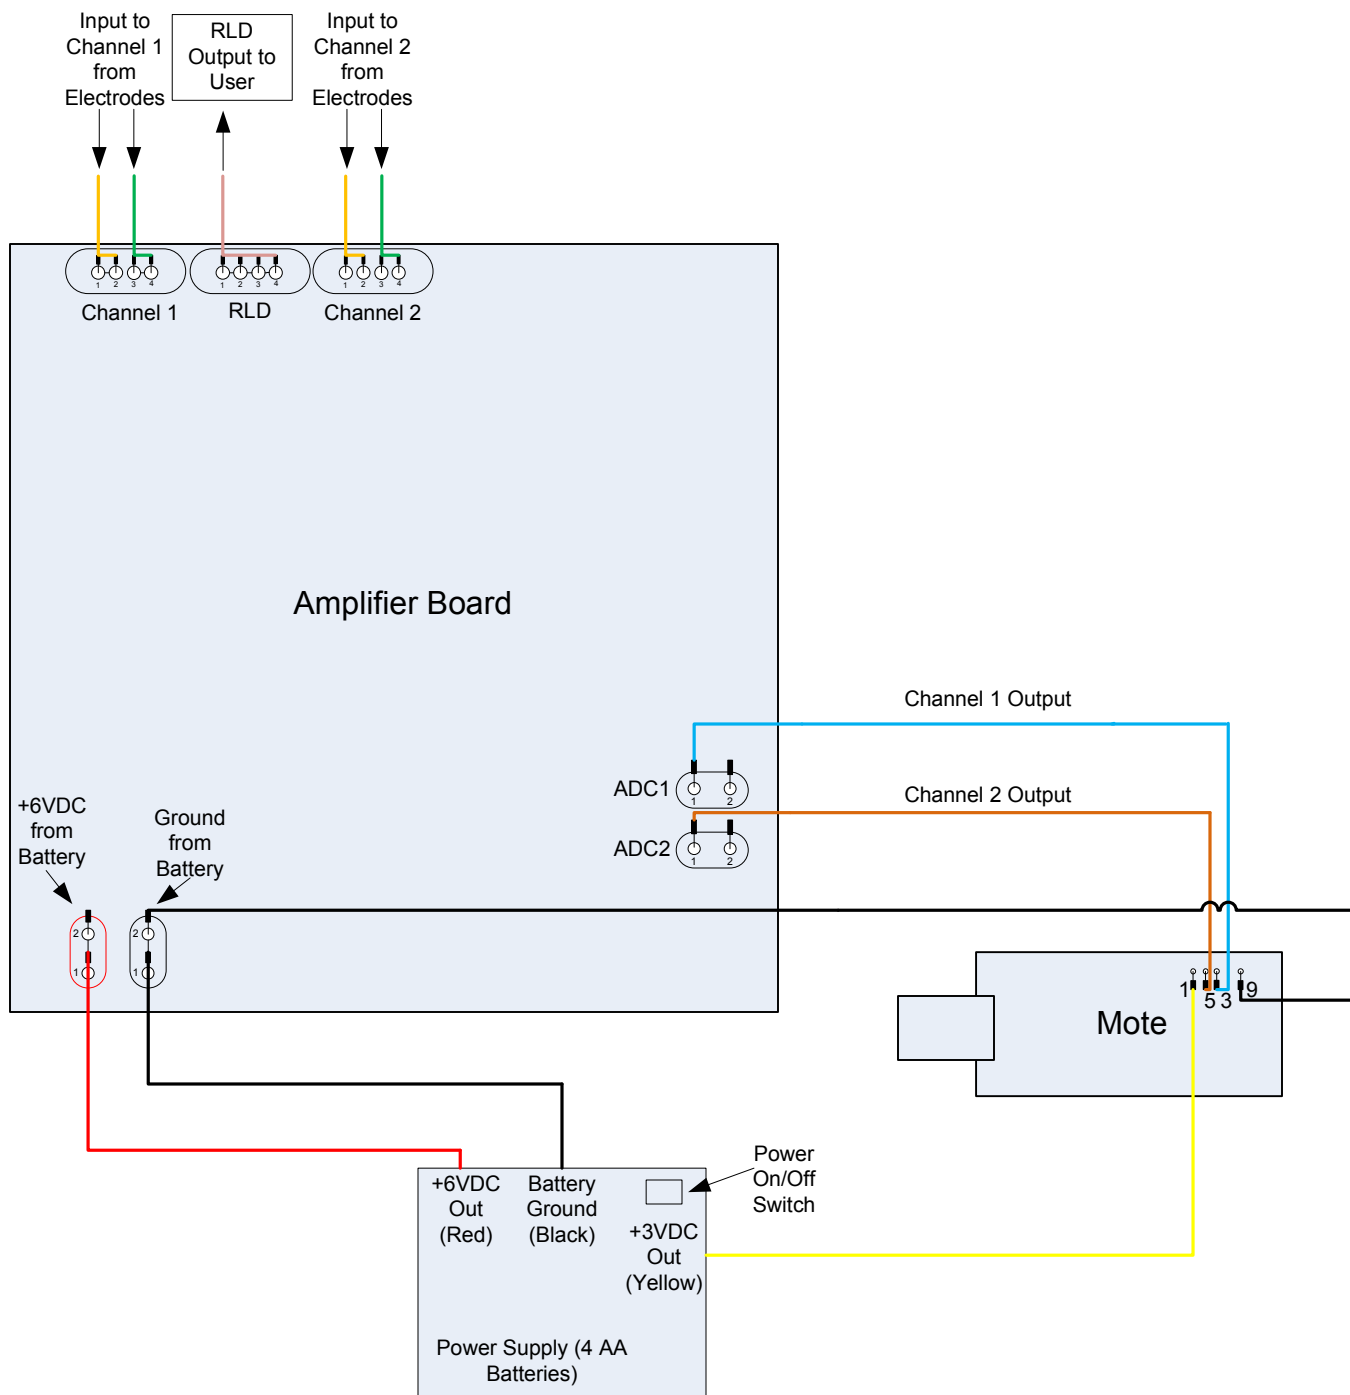 Input to
Channel 1
from
Electrodes
RLD
Output to
User
Input to
Channel 2
from
Electrodes
1 2 3 4
1 2 3 4
1 2 3 4
Channel 1
RLD
Channel 2
Amplifier Board
Channel 1 Output
ADC1
1 2
Channel 2 Output
ADC2
1 2
+6VDC
from
Battery
Ground
from
Battery
2
1
2
1
1 5 3 9
Mote
Power
On/Off
Switch
+6VDC
Out
(Red)
Battery
Ground
(Black)
+3VDC
Out
(Yellow)
Power Supply (4 AA
Batteries)